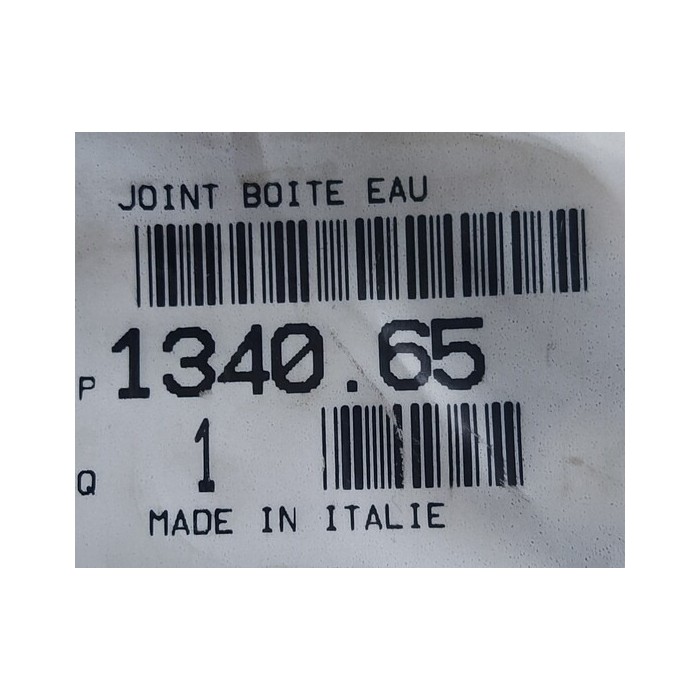 JOINT BOITE EAU
P 1340.65
Q 1
MADE IN ITALIE